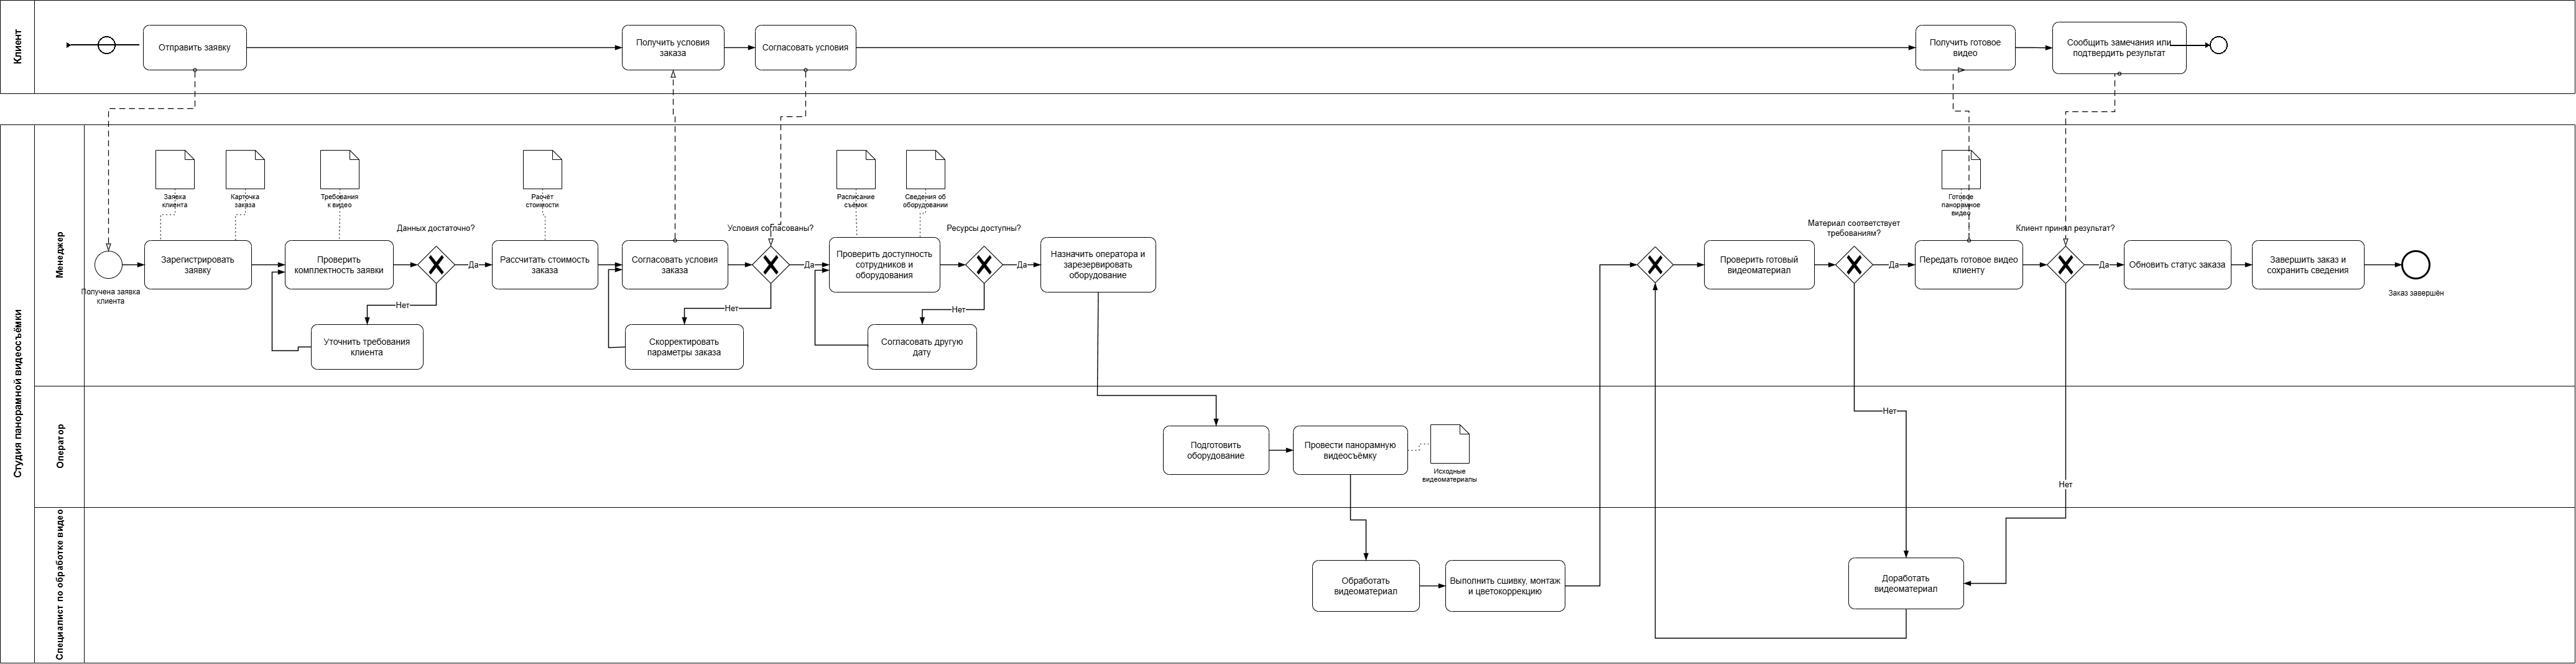 Клиент
Отправить заявку
Получить условия
заказа
Согласовать условия
Получить готовое
видео
Сообщить замечания или
подтвердить результат
Студия панорамной видеосъёмки
Менеджер
Заявка
клиента
Карточка
заказа
Требования
к видео
Расчёт
стоимости
Расписание
съёмок
Сведения об
оборудовании
Готовое
панорамное
видео
Получена заявка
клиента
Зарегистрировать
заявку
Проверить
комплектность заявки
Данных достаточно?
Да
Нет
Уточнить требования
клиента
Рассчитать стоимость
заказа
Согласовать условия
заказа
Условия согласованы?
Да
Нет
Скорректировать
параметры заказа
Проверить доступность
сотрудников и
оборудования
Ресурсы доступны?
Да
Нет
Согласовать другую
дату
Назначить оператора и
зарезервировать
оборудование
Проверить готовый
видеоматериал
Материал соответствует
требованиям?
Да
Нет
Передать готовое видео
клиенту
Клиент принял результат?
Да
Нет
Обновить статус заказа
Завершить заказ и
сохранить сведения
Заказ завершён
Оператор
Подготовить
оборудование
Провести панорамную
видеосъёмку
Исходные
видеоматериалы
Специалист по обработке видео
Обработать
видеоматериал
Выполнить сшивку, монтаж
и цветокоррекцию
Доработать
видеоматериал